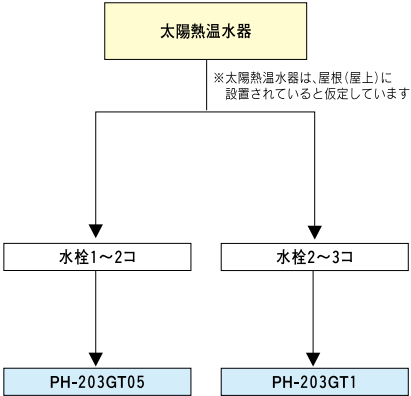 太陽熱温水器
※太陽熱温水器は、屋根（屋上）に
設置されていると仮定しています
水栓1～2コ
水栓2～3コ
PH-203GT05
PH-203GT1